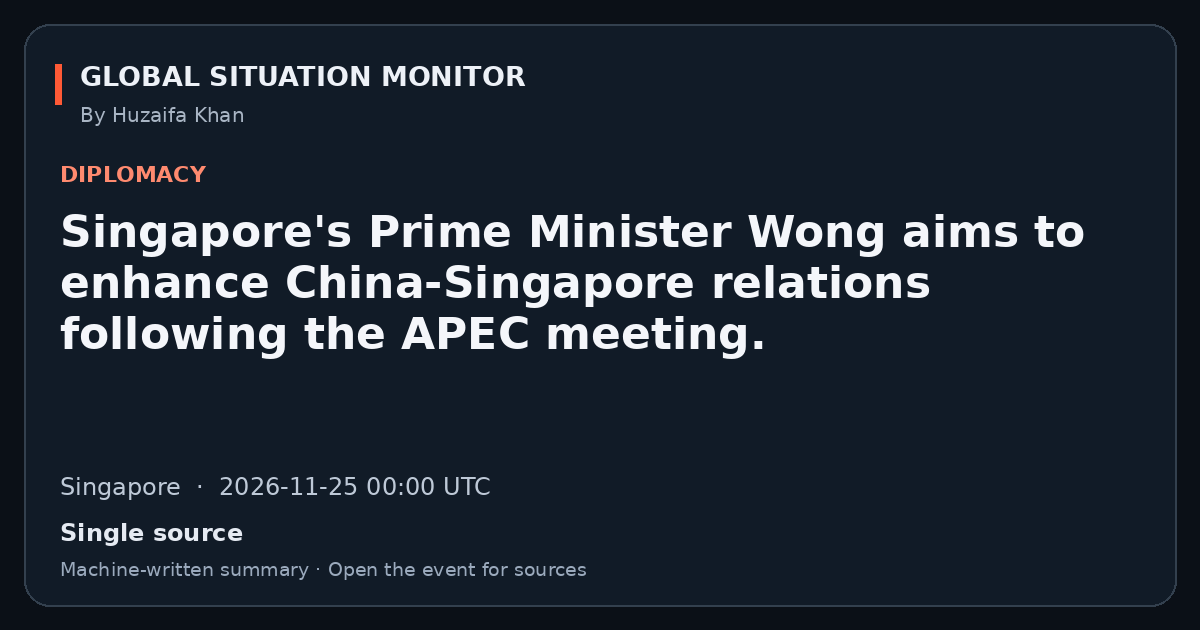 GLOBAL SITUATION MONITOR
By Huzaifa Khan
DIPLOMACY
Singapore's Prime Minister Wong aims to
enhance China-Singapore relations
following the APEC meeting.
Singapore · 2026-11-25 00:00 UTC
Single source
Machine-written summary · Open the event for sources